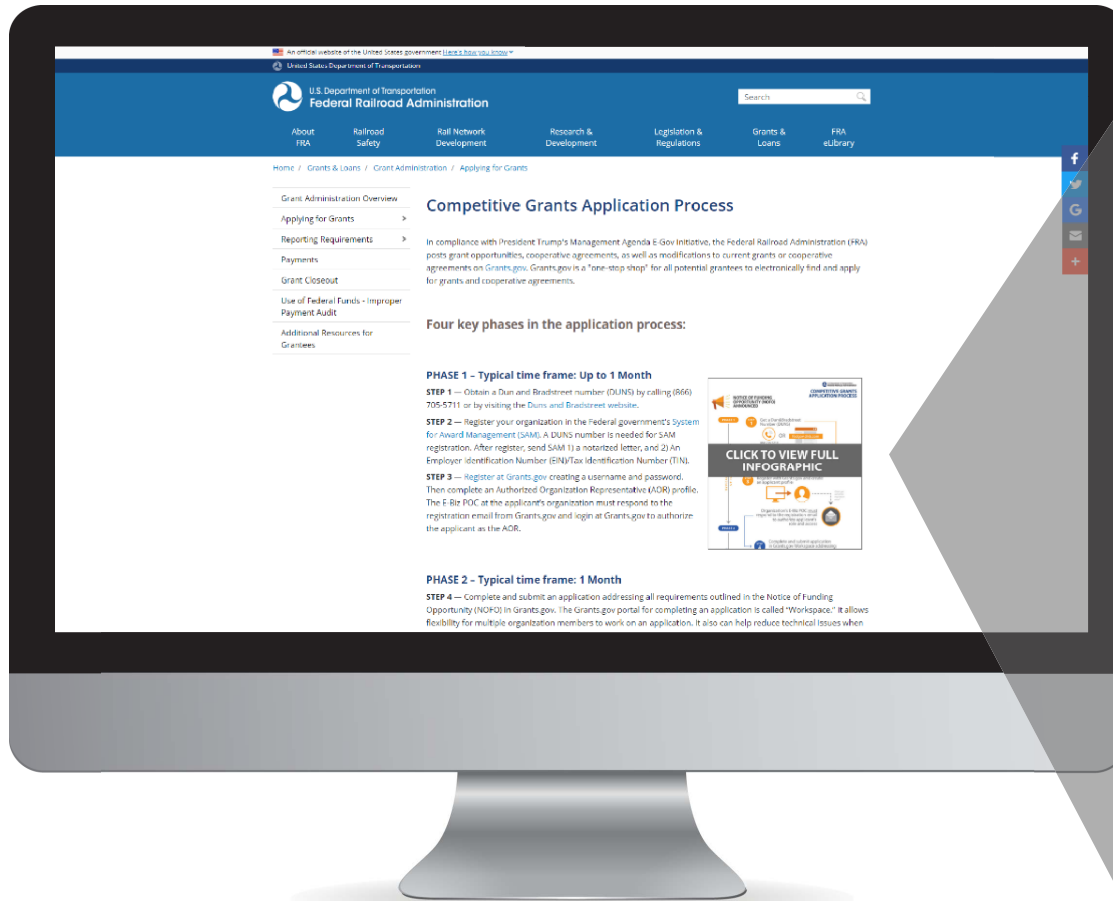 An official website of the United States government Here's how you know
United States Department of Transportation
U.S. Department of Transportation
Federal Railroad Administration
Search
About FRA
Railroad Safety
Rail Network Development
Research & Development
Legislation & Regulations
Grants & Loans
FRA eLibrary
Home / Grants & Loans / Grant Administration / Applying for Grants
Grant Administration Overview
Applying for Grants >
Reporting Requirements >
Payments
Grant Closeout
Use of Federal Funds - Improper
Payment Audit
Additional Resources for
Grantees
Competitive Grants Application Process
In compliance with President Trump's Management Agenda E-Gov Initiative, the Federal Railroad Administration (FRA)
posts grant opportunities, cooperative agreements, as well as modifications to current grants or cooperative
agreements on Grants.gov. Grants.gov is a "one-stop shop" for all potential grantees to electronically find and apply
for grants and cooperative agreements.
Four key phases in the application process:
PHASE 1 – Typical time frame: Up to 1 Month
STEP 1 — Obtain a Dun and Bradstreet number (DUNS) by calling (866)
705-5711 or by visiting the Duns and Bradstreet website.
STEP 2 — Register your organization in the Federal government's System
for Award Management (SAM). A DUNS number is needed for SAM
registration. After register, send SAM 1) a notarized letter, and 2) An
Employer Identification Number (EIN)/Tax Identification Number (TIN).
STEP 3 — Register at Grants.gov creating a username and password.
Then complete an Authorized Organization Representative (AOR) profile.
The E-Biz POC at the applicant's organization must respond to the
registration email from Grants.gov and login at Grants.gov to authorize
the applicant as the AOR.
COMPETITIVE GRANTS
APPLICATION PROCESS
NOTICE OF FUNDING
OPPORTUNITY (NOFO)
ANNOUNCED
OR
CLICK TO VIEW FULL
INFOGRAPHIC
Complete and submit application
PHASE 2 – Typical time frame: 1 Month
STEP 4 — Complete and submit an application addressing all requirements outlined in the Notice of Funding
Opportunity (NOFO) in Grants.gov. The Grants.gov portal for completing an application is called "Workspace." It allows
flexibility for multiple organization members to work on an application. It also can help reduce technical issues when
f
G
+